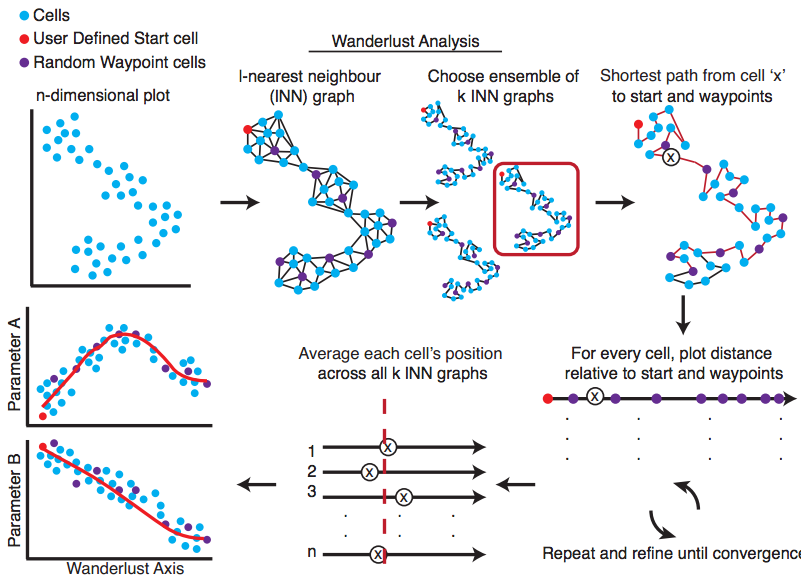 Cells
User Defined Start cell
Random Waypoint cells
Wanderlust Analysis
n-dimensional plot
l-nearest neighbour
(lNN) graph
Choose ensemble of
k lNN graphs
Shortest path from cell ‘x’
to start and waypoints
x
For every cell, plot distance
relative to start and waypoints
x
Repeat and refine until convergence
Average each cell's position
across all k lNN graphs
1
x
2
x
3
x
n
x
Parameter A
Parameter B
Wanderlust Axis